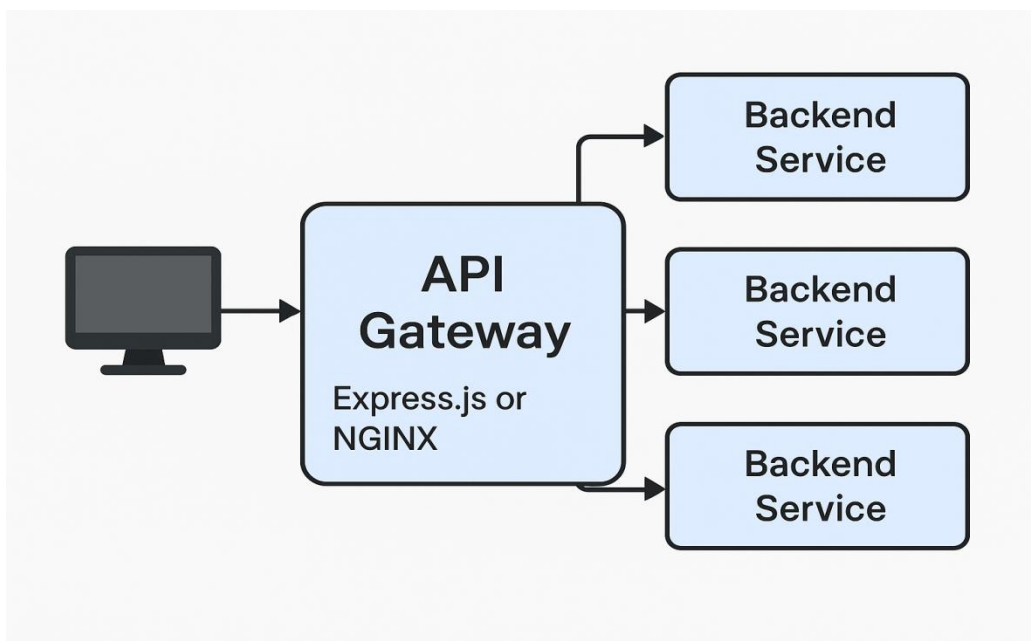 API
Gateway
Express.js or
NGINX
Backend
Service
Backend
Service
Backend
Service